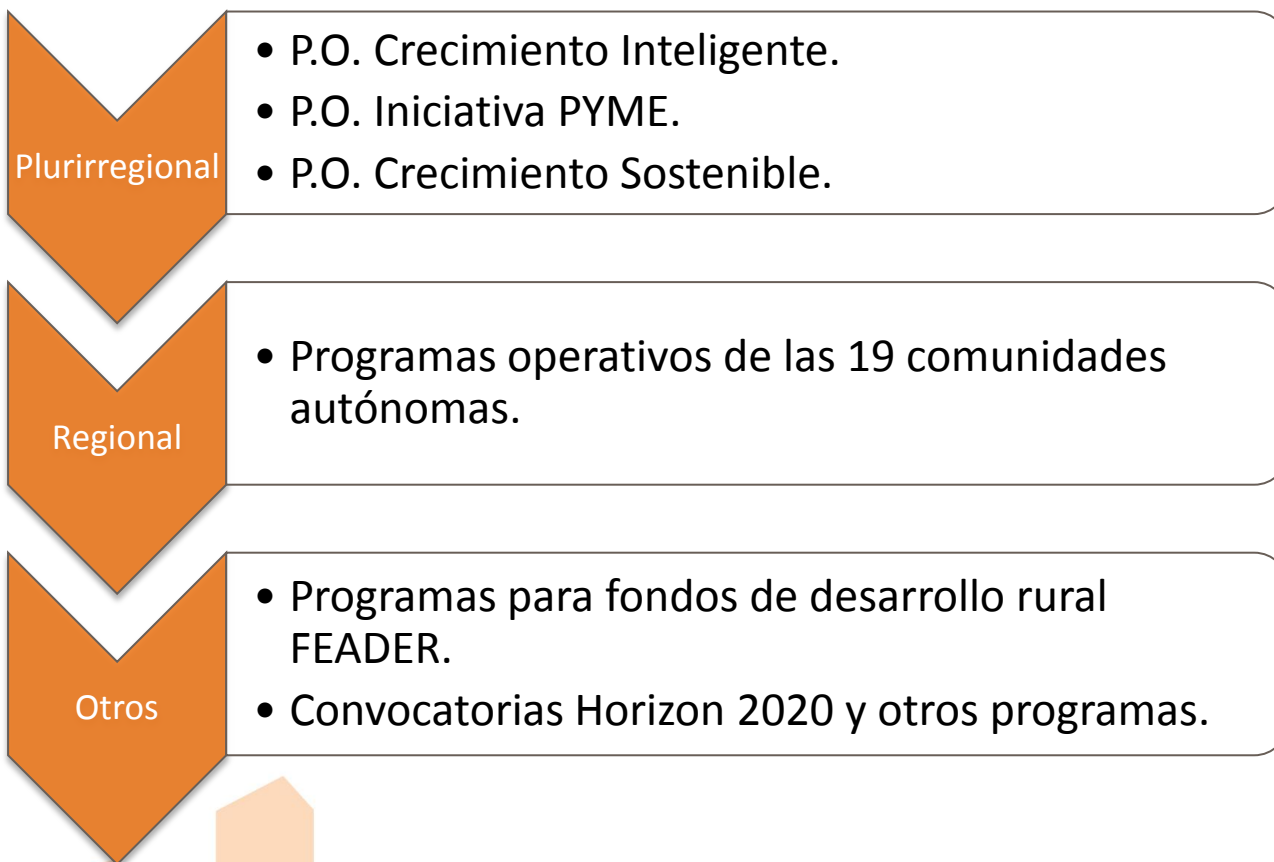 Plurirregional
• P.O. Crecimiento Inteligente.
• P.O. Iniciativa PYME.
• P.O. Crecimiento Sostenible.
Regional
• Programas operativos de las 19 comunidades
autónomas.
Otros
• Programas para fondos de desarrollo rural
FEADER.
• Convocatorias Horizon 2020 y otros programas.